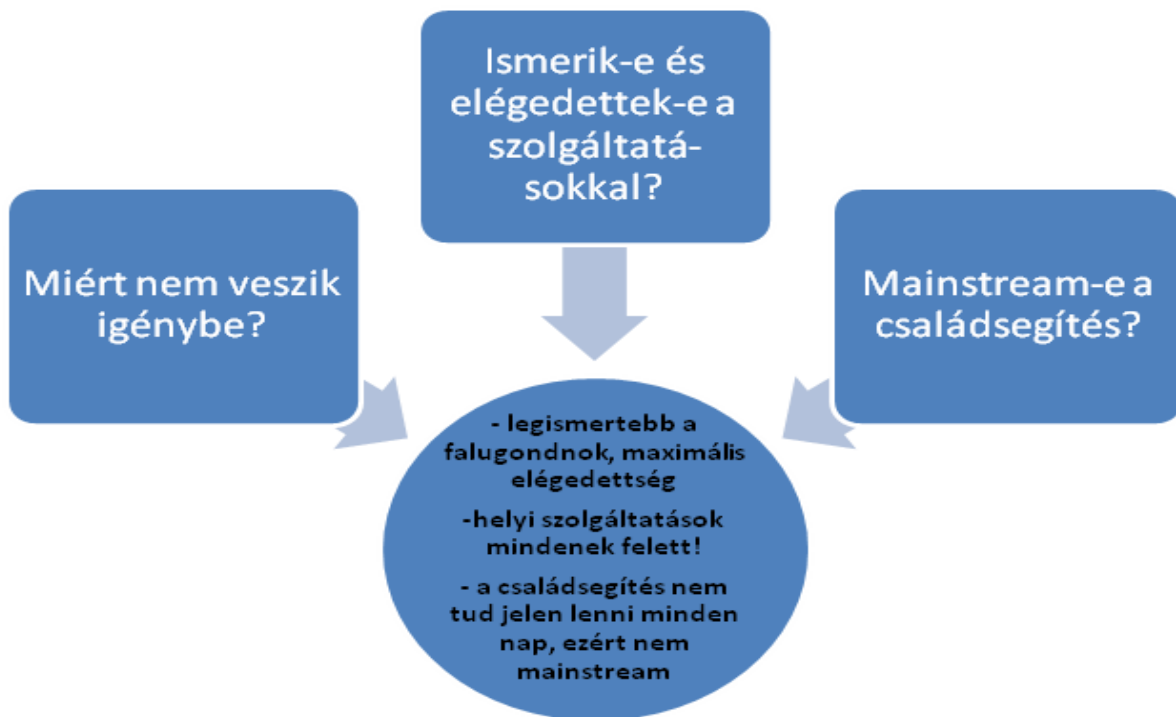 Ismerik-e és
elégedettek-e a
szolgáltatá-
sokkal?
Miért nem veszik
igénybe?
Mainstream-e a
családsegítés?
- legismertebb a
falugondnok, maximális
elégedettség
-helyi szolgáltatások
mindenek felett!
- a családsegítés nem
tud jelen lenni minden
nap, ezért nem
mainstream